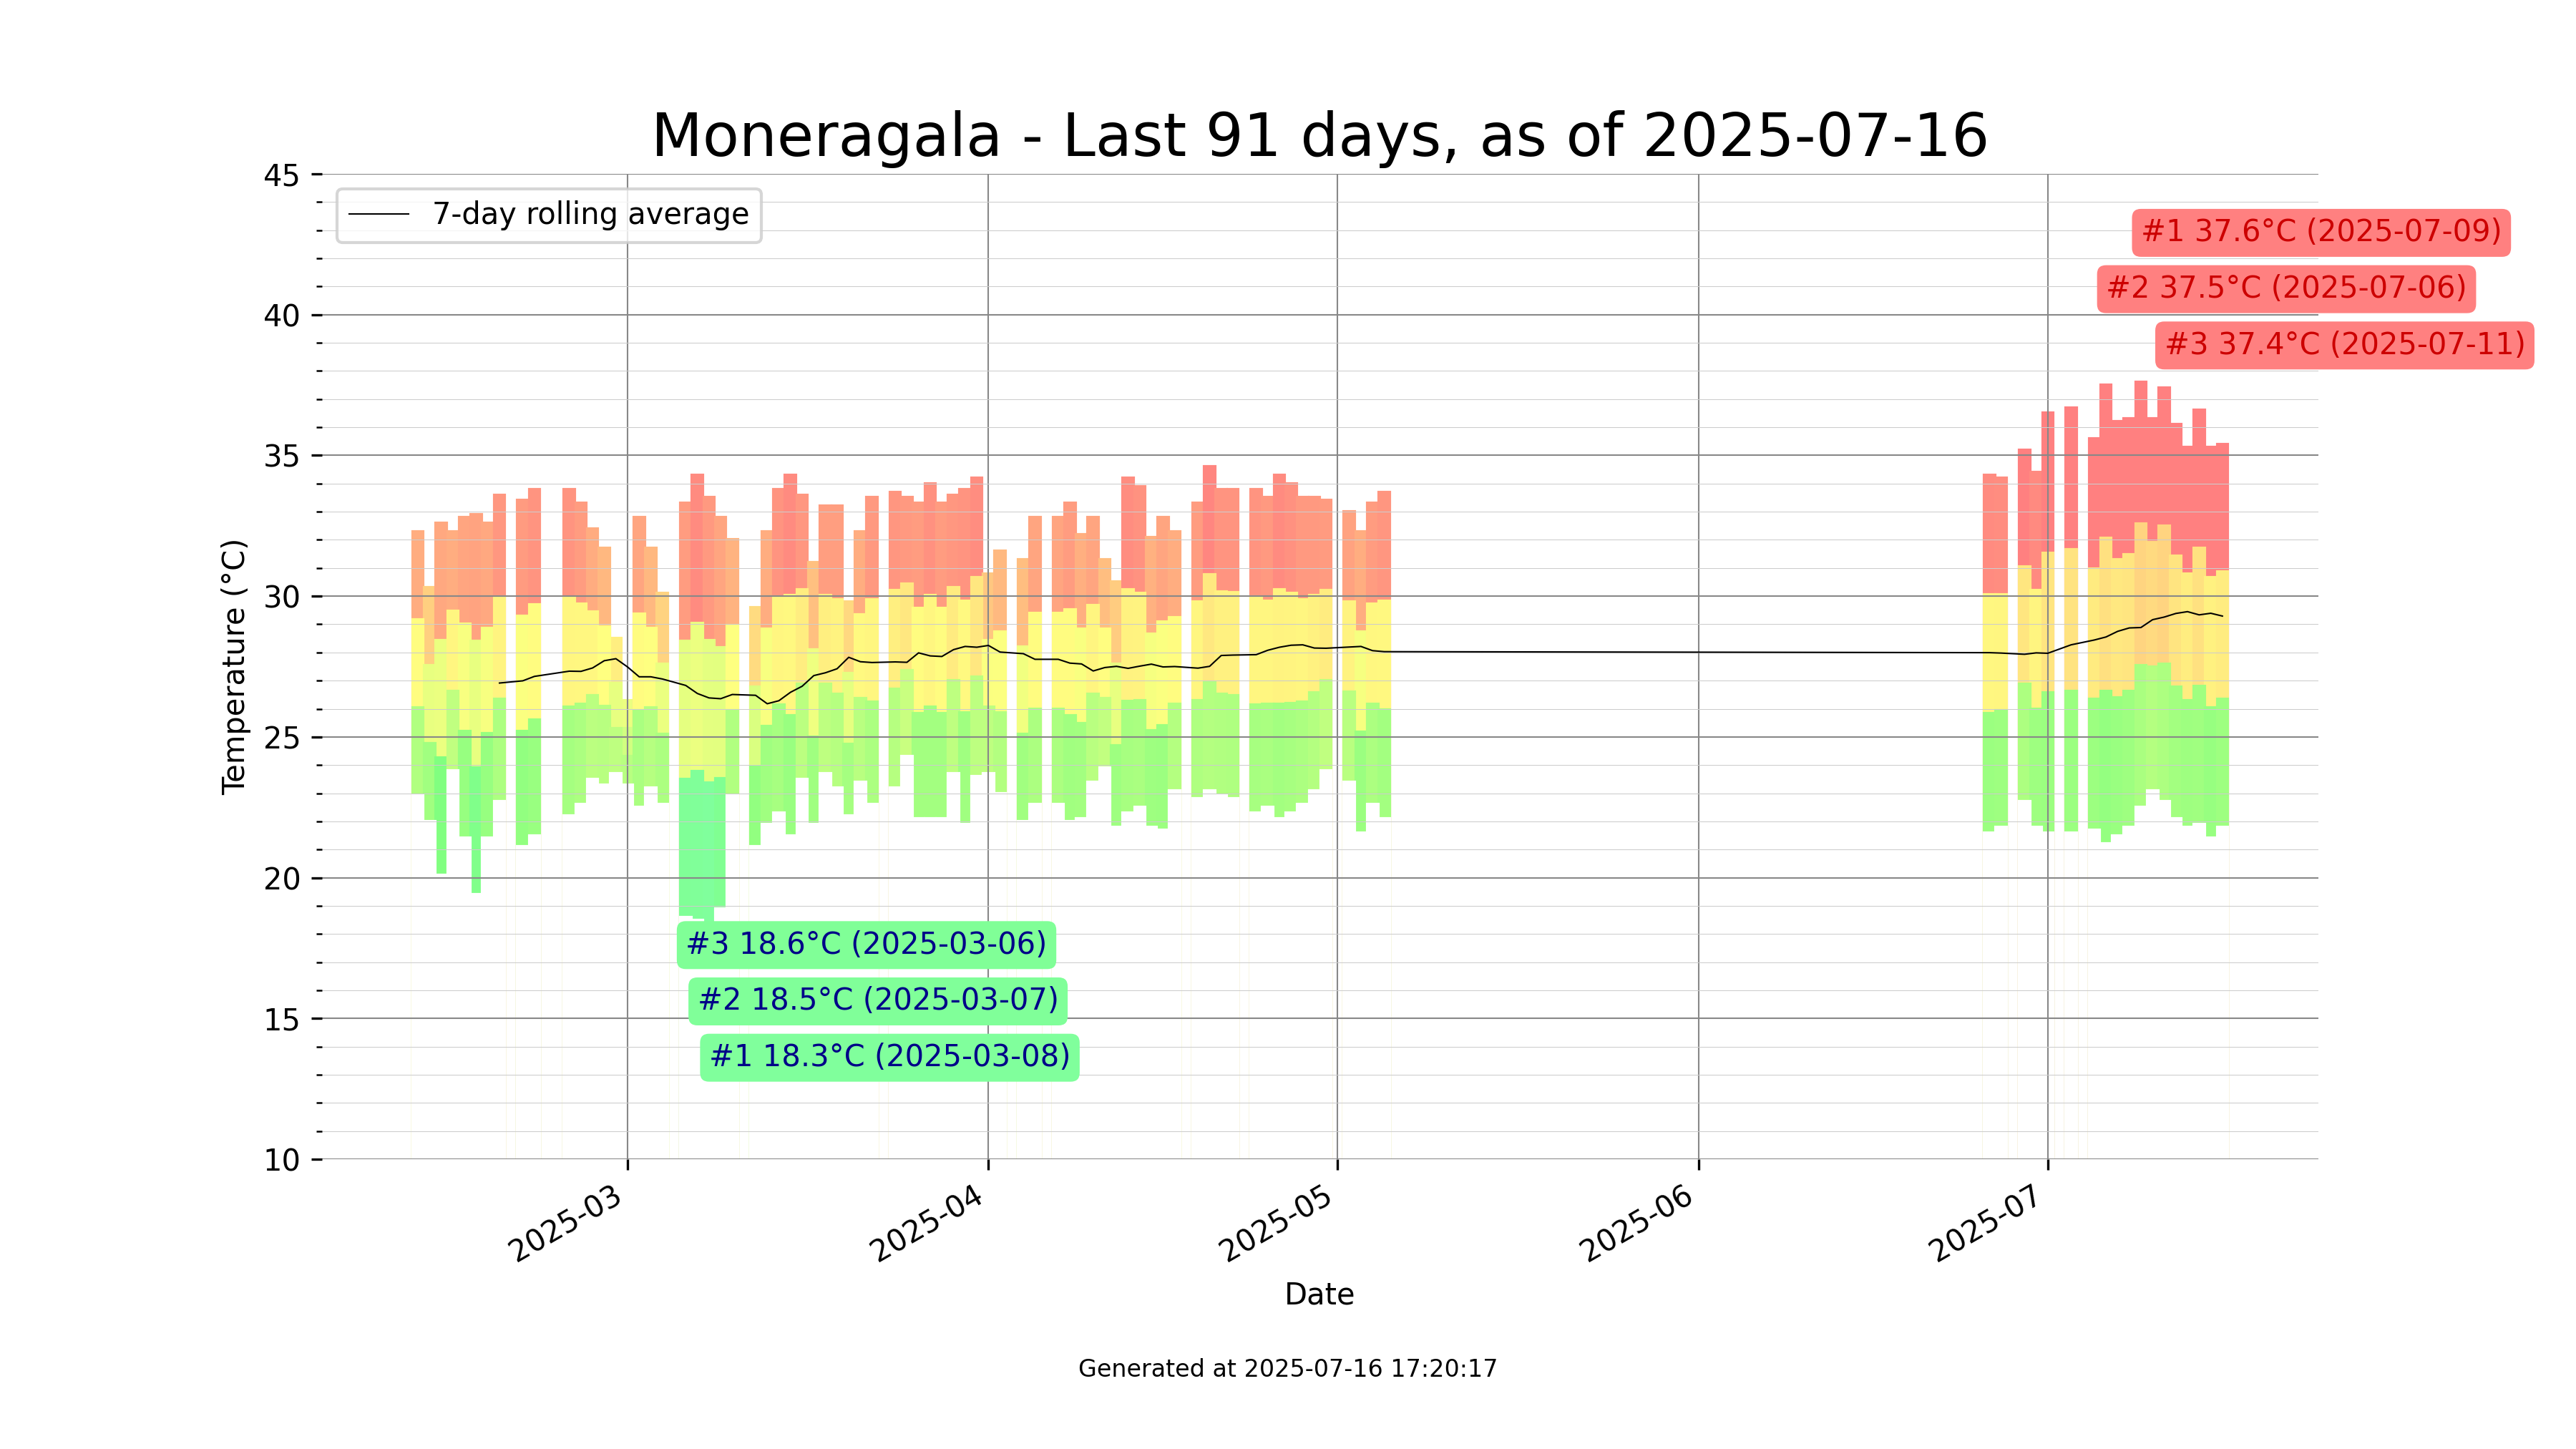 Moneragala - Last 91 days, as of 2025-07-16
7-day rolling average
#1 37.6°C (2025-07-09)
#2 37.5°C (2025-07-06)
#3 37.4°C (2025-07-11)
45
40
35
30
25
20
15
10
Temperature (°C)
#3 18.6°C (2025-03-06)
#2 18.5°C (2025-03-07)
#1 18.3°C (2025-03-08)
2025-03
2025-04
2025-05
2025-06
2025-07
Date
Generated at 2025-07-16 17:20:17